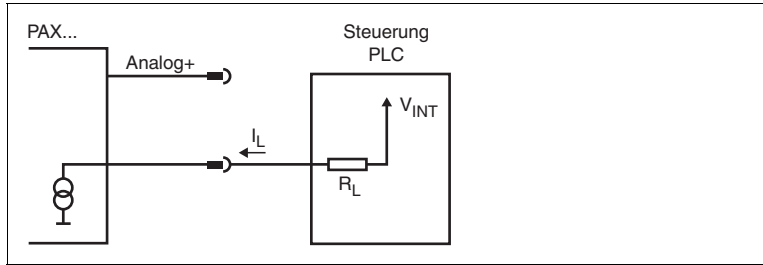 PAX...
Steuerung
PLC
Analog+
V_INT
I_L
R_L